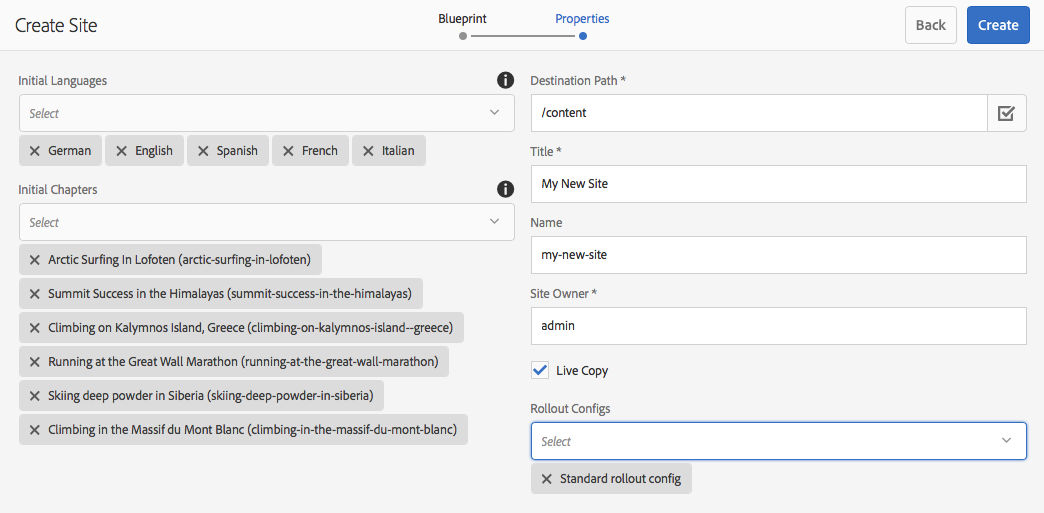 Create Site
Blueprint
Properties
Back
Create
Initial Languages
Select
German
English
Spanish
French
Italian
Initial Chapters
Select
Arctic Surfing In Lofoten (arctic-surfing-in-lofoten)
Summit Success in the Himalayas (summit-success-in-the-himalayas)
Climbing on Kalymnos Island, Greece (climbing-on-kalymnos-island--greece)
Running at the Great Wall Marathon (running-at-the-great-wall-marathon)
Skiing deep powder in Siberia (skiing-deep-powder-in-siberia)
Climbing in the Massif du Mont Blanc (climbing-in-the-massif-du-mont-blanc)
Destination Path *
/content
Title *
My New Site
Name
my-new-site
Site Owner *
admin
Live Copy
Rollout Configs
Select
Standard rollout config